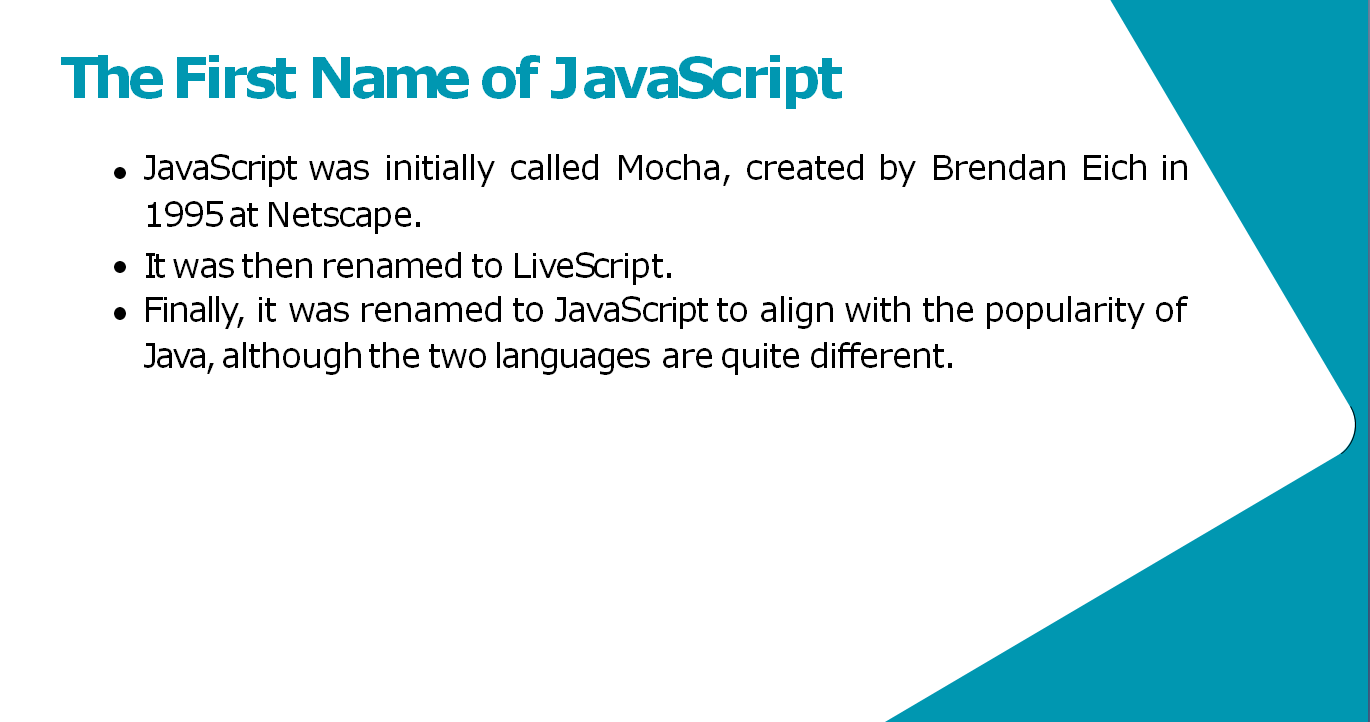 The First Name of JavaScript
• JavaScript was initially called Mocha, created by Brendan Eich in
1995 at Netscape.
• It was then renamed to LiveScript.
• Finally, it was renamed to JavaScript to align with the popularity of
Java, although the two languages are quite different.